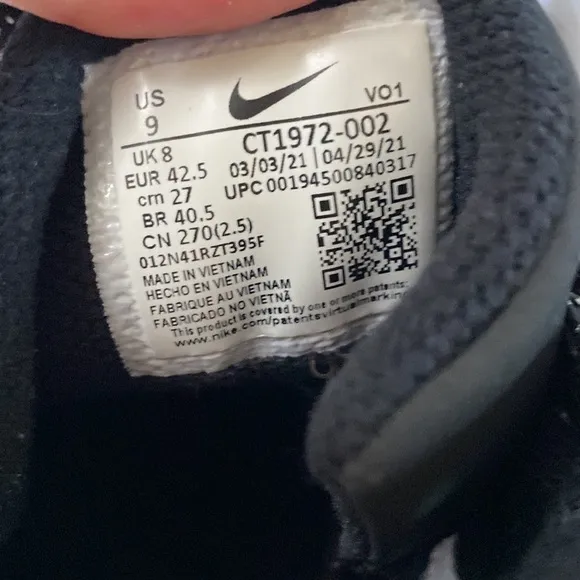 US
9
VO1
UK 8
CT1972-002
EUR 42.5
03/03/21 | 04/29/21
cm 27
UPC 00194500840317
BR 40.5
CN 270(2.5)
012N41RZT395F
MADE IN VIETNAM
HECHO EN VIETNAM
FABRIQUE AU VIETNAM
FABRICADO NO VIETNÃ
This product is covered by one or more patents:
www.nike.com/patentsvirtualmarking